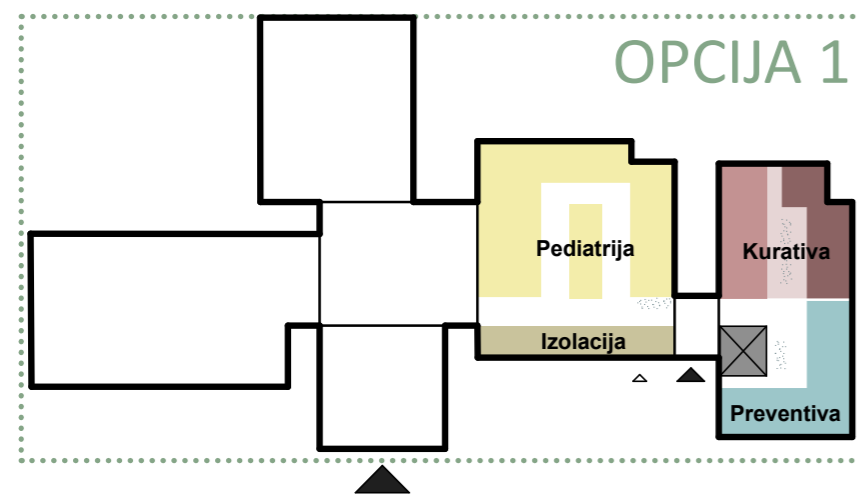 OPCIJA 1
Pediatrija
Kurativa
Izolacija
Preventiva